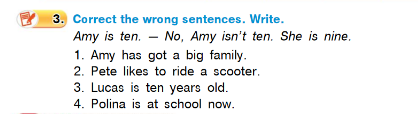 3. Correct the wrong sentences. Write.
Amy is ten. — No, Amy isn't ten. She is nine.
1. Amy has got a big family.
2. Pete likes to ride a scooter.
3. Lucas is ten years old.
4. Polina is at school now.